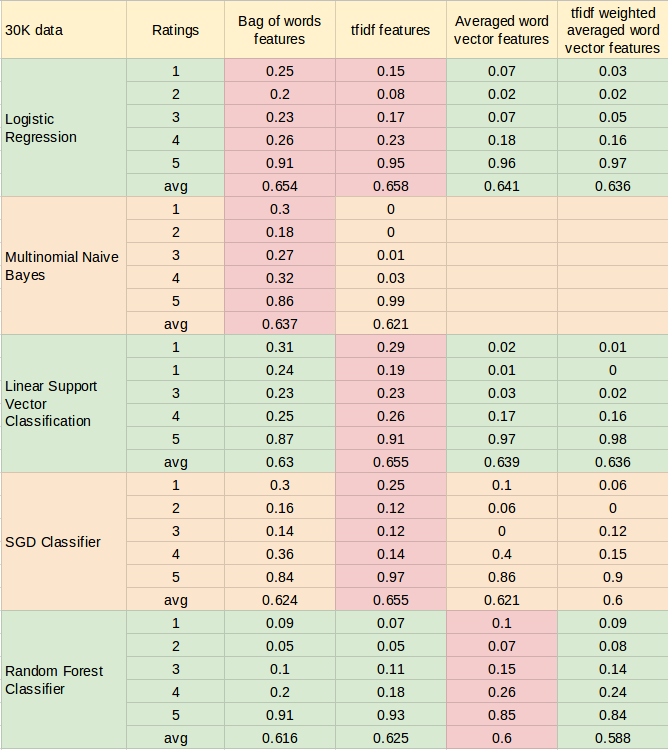 30K data Ratings Bag of words features tfidf features Averaged word vector features tfidf weighted averaged word vector features
Logistic Regression 1 0.25 0.15 0.07 0.03
2 0.2 0.08 0.02 0.02
3 0.23 0.17 0.07 0.05
4 0.26 0.23 0.18 0.16
5 0.91 0.95 0.96 0.97
avg 0.654 0.658 0.641 0.636
Multinomial Naive Bayes 1 0.3 0
2 0.18 0
3 0.27 0.01
4 0.32 0.03
5 0.86 0.99
avg 0.637 0.621
Linear Support Vector Classification 1 0.31 0.29 0.02 0.01
1 0.24 0.19 0.01 0
3 0.23 0.23 0.03 0.02
4 0.25 0.26 0.17 0.16
5 0.87 0.91 0.97 0.98
avg 0.63 0.655 0.639 0.636
SGD Classifier 1 0.3 0.25 0.1 0.06
2 0.16 0.12 0.06 0
3 0.14 0.12 0 0.12
4 0.36 0.14 0.4 0.15
5 0.84 0.97 0.86 0.9
avg 0.624 0.655 0.621 0.6
Random Forest Classifier 1 0.09 0.07 0.1 0.09
2 0.05 0.05 0.07 0.08
3 0.1 0.11 0.15 0.14
4 0.2 0.18 0.26 0.24
5 0.91 0.93 0.85 0.84
avg 0.616 0.625 0.6 0.588